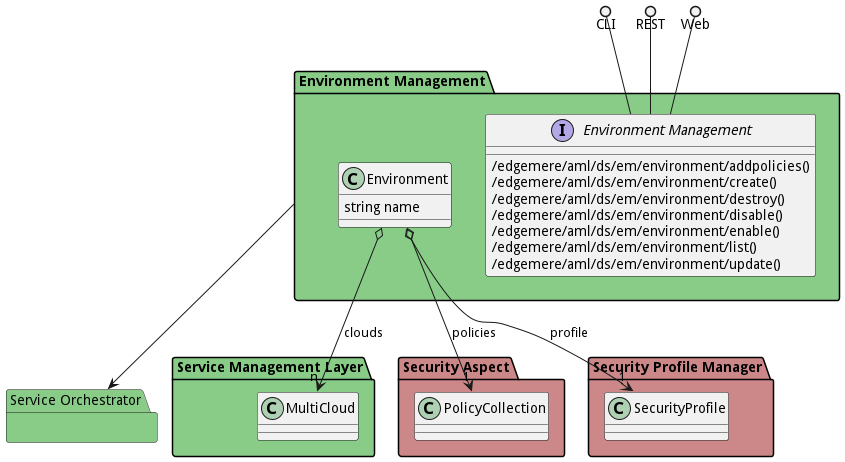 CLI
REST
Web
Environment Management
I
Environment Management
/edgemere/aml/ds/em/environment/addpolicies()
/edgemere/aml/ds/em/environment/create()
/edgemere/aml/ds/em/environment/destroy()
/edgemere/aml/ds/em/environment/disable()
/edgemere/aml/ds/em/environment/enable()
/edgemere/aml/ds/em/environment/list()
/edgemere/aml/ds/em/environment/update()
C Environment
string name
clouds
policies
profile
Service Management Layer
n
C MultiCloud
Security Aspect
1
C PolicyCollection
Security Profile Manager
1
C SecurityProfile
Service Orchestrator